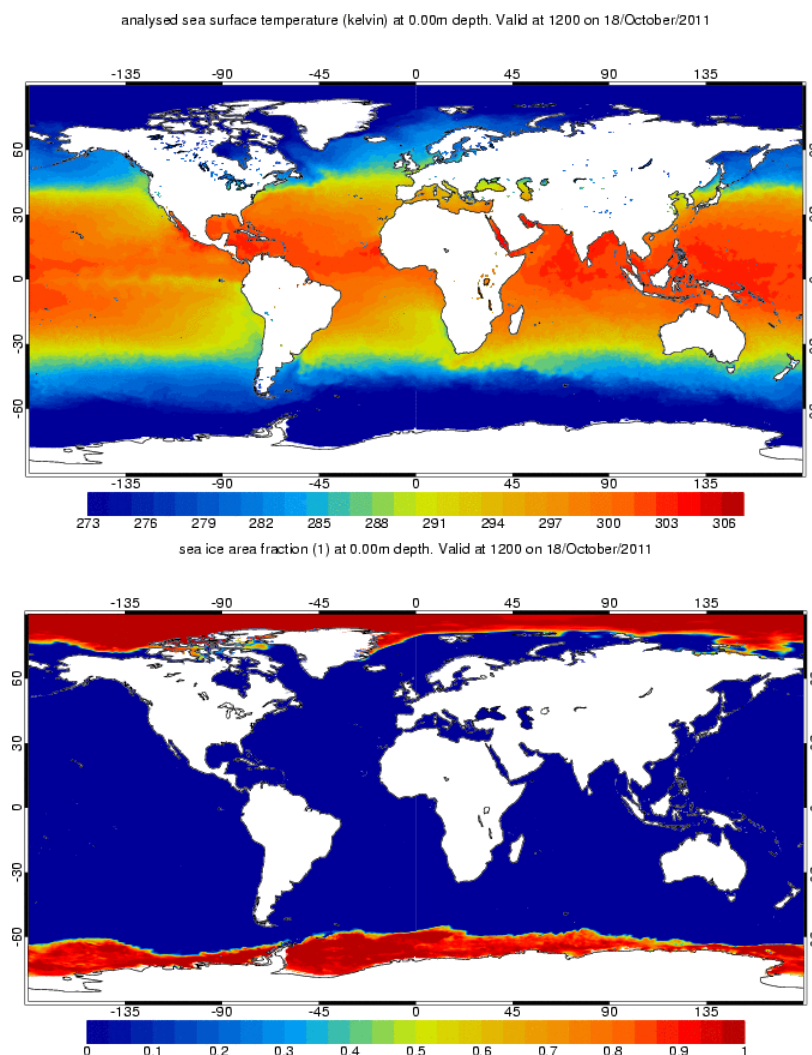 analysed sea surface temperature (kelvin) at 0.00m depth. Valid at 1200 on 18/October/2011
-135 -90 -45 0 45 90 135
60
30
0
-30
-60
-135 -90 -45 0 45 90 135
273 276 279 282 285 288 291 294 297 300 303 306
sea ice area fraction (1) at 0.00m depth. Valid at 1200 on 18/October/2011
-135 -90 -45 0 45 90 135
60
30
0
-30
-60
-135 -90 -45 0 45 90 135
0 0.1 0.2 0.3 0.4 0.5 0.6 0.7 0.8 0.9 1